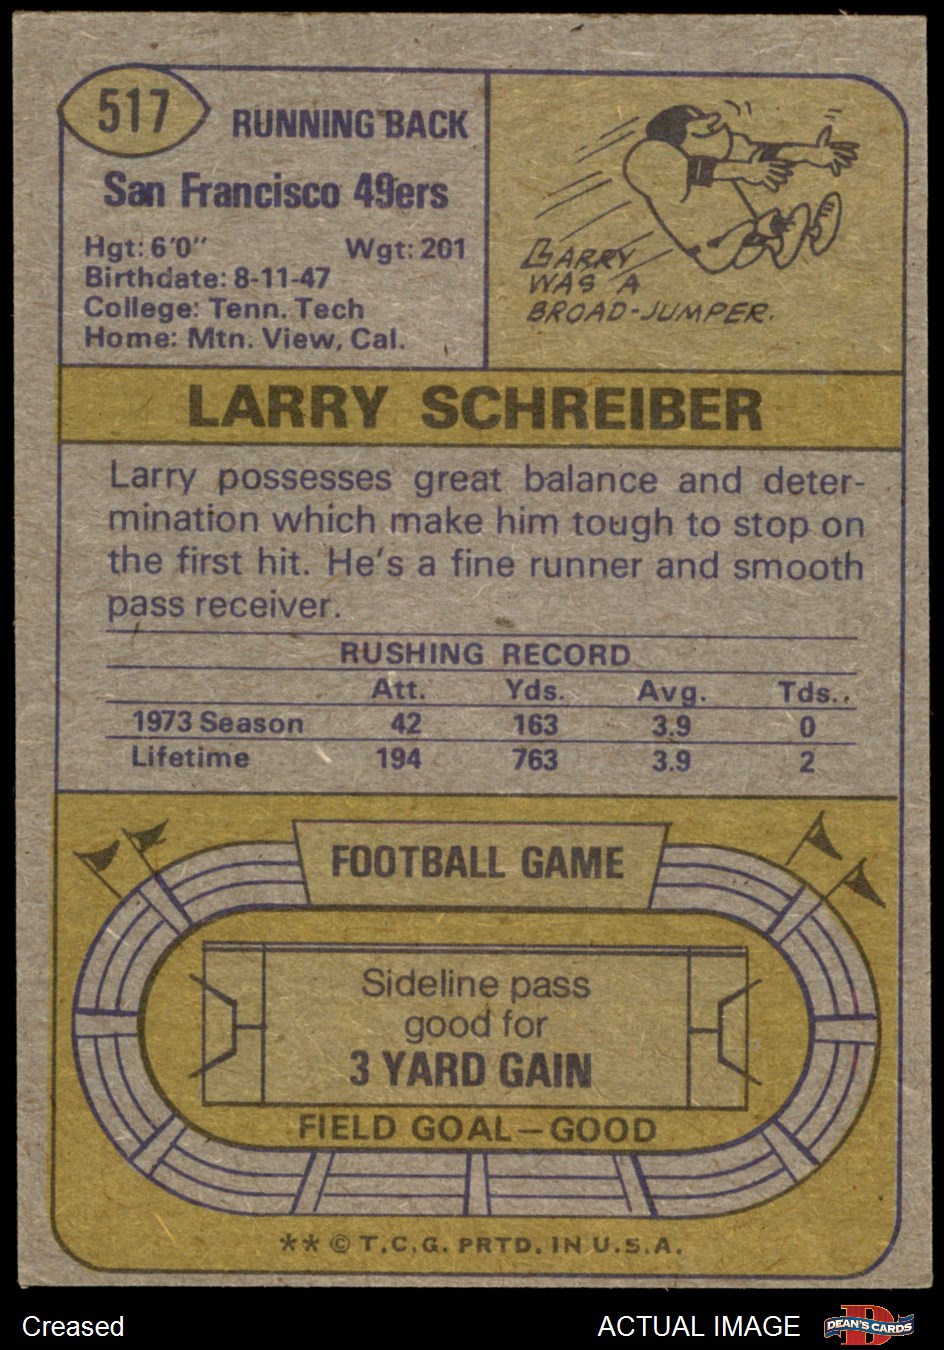 517
RUNNING BACK
San Francisco 49ers
Hgt: 6'0" Wgt: 201
Birthdate: 8-11-47
College: Tenn. Tech
Home: Mtn. View, Cal.
LARRY
WAS A
BROAD-JUMPER.
LARRY SCHREIBER
Larry possesses great balance and deter-
mination which make him tough to stop on
the first hit. He's a fine runner and smooth
pass receiver.
RUSHING RECORD
Att. Yds. Avg. Tds..
1973 Season 42 163 3.9 0
Lifetime 194 763 3.9 2
FOOTBALL GAME
Sideline pass
good for
3 YARD GAIN
FIELD GOAL—GOOD
** © T.C.G. PRTD. IN U.S.A.
Creased
ACTUAL IMAGE
D
DEAN'S CARDS